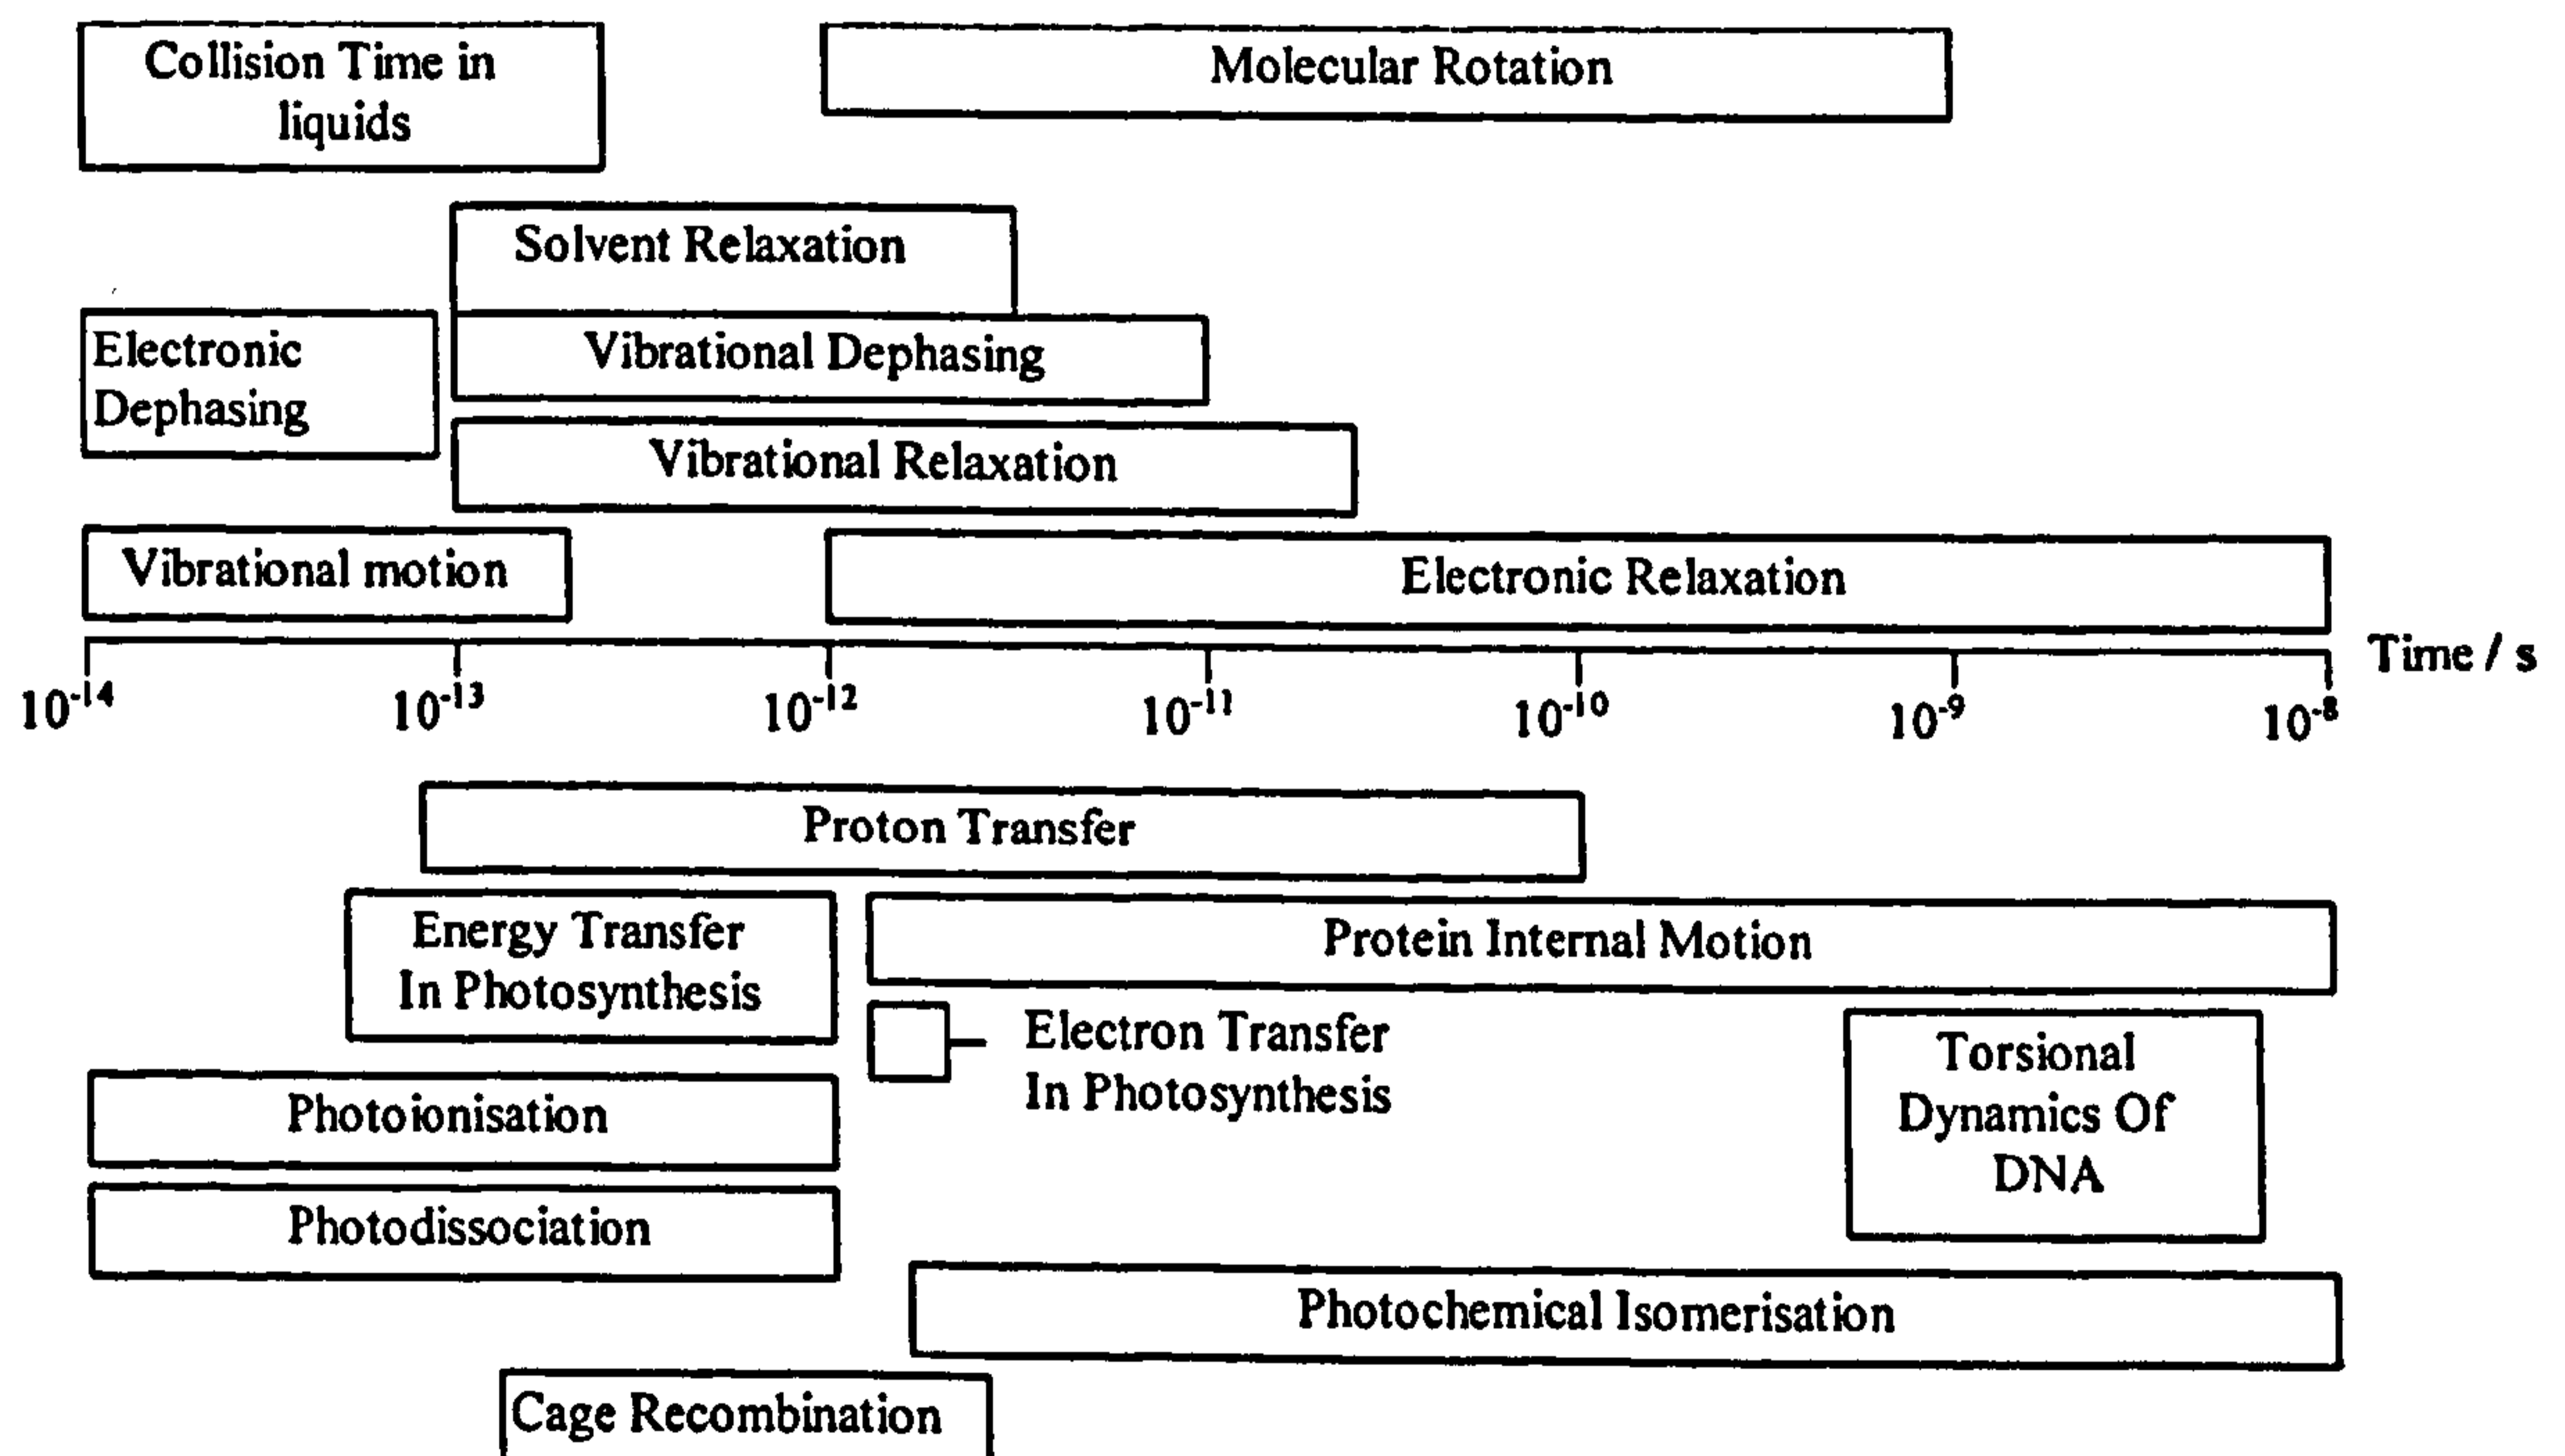 Collision Time in
liquids
Molecular Rotation
Solvent Relaxation
Electronic
Dephasing
Vibrational Dephasing
Vibrational Relaxation
Vibrational motion
Electronic Relaxation
Time / s
10⁻¹⁴ 10⁻¹³ 10⁻¹² 10⁻¹¹ 10⁻¹⁰ 10⁻⁹ 10⁻⁸
Proton Transfer
Energy Transfer
In Photosynthesis
Protein Internal Motion
Electron Transfer
In Photosynthesis
Torsional
Dynamics Of
DNA
Photoionisation
Photodissociation
Photochemical Isomerisation
Cage Recombination